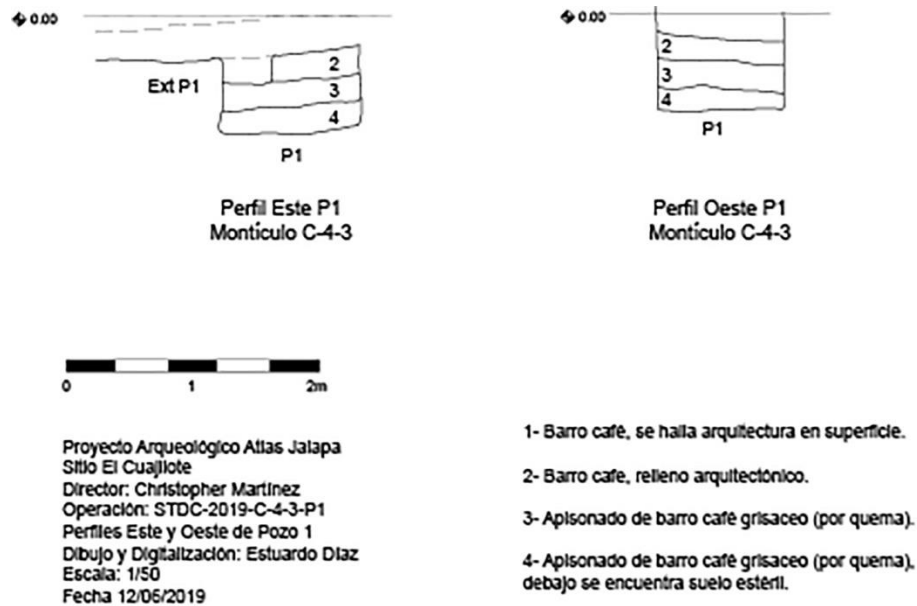 0.00
0.00
2
3
4
Ext P1
P1
2
3
4
P1
Perfil Este P1
Montículo C-4-3
Perfil Oeste P1
Montículo C-4-3
0 1 2m
Proyecto Arqueológico Atlas Jalapa
Sitio El Cuajilote
Director: Christopher Martínez
Operación: STDC-2019-C-4-3-P1
Perfiles Este y Oeste de Pozo 1
Dibujo y Digitalización: Estuardo Díaz
Escala: 1/50
Fecha 12/06/2019
1- Barro café, se halla arquitectura en superficie.
2- Barro cafe, relleno arquitectónico.
3- Apisonado de barro café grisaceo (por quema).
4- Apisonado de barro café grisaceo (por quema),
debajo se encuentra suelo estéril.